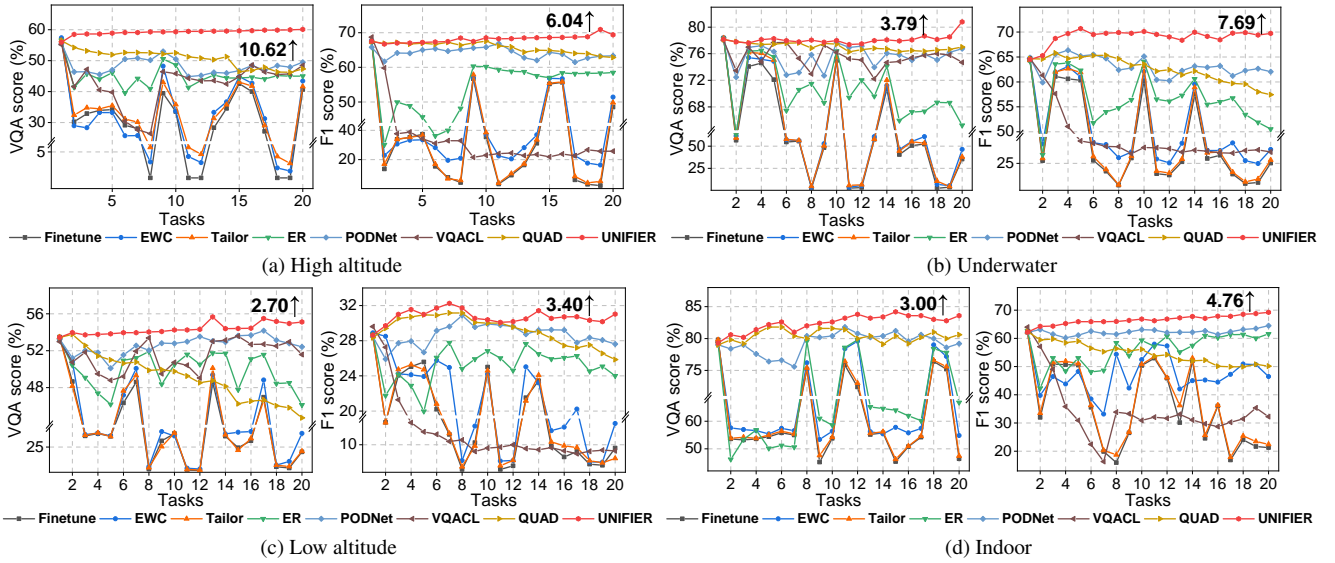 10.62↑
VQA score (%)
60
50
40
30
5
5 10 15 20
Tasks
6.04↑
F1 score (%)
70
60
50
40
20
5 10 15 20
Tasks
Finetune EWC Tailor ER PODNet VQACL QUAD UNIFIER
(a) High altitude
3.79↑
VQA score (%)
80
76
72
68
50
25
2 4 6 8 10 12 14 16 18 20
Tasks
7.69↑
F1 score (%)
70
65
60
55
50
25
2 4 6 8 10 12 14 16 18 20
Tasks
Finetune EWC Tailor ER PODNet VQACL QUAD UNIFIER
(b) Underwater
2.70↑
VQA score (%)
56
52
48
25
2 4 6 8 10 12 14 16 18 20
Tasks
3.40↑
F1 score (%)
32
28
24
20
10
2 4 6 8 10 12 14 16 18 20
Tasks
Finetune EWC Tailor ER PODNet VQACL QUAD UNIFIER
(c) Low altitude
3.00↑
VQA score (%)
85
80
75
60
50
2 4 6 8 10 12 14 16 18 20
Tasks
4.76↑
F1 score (%)
70
60
50
40
30
20
2 4 6 8 10 12 14 16 18 20
Tasks
Finetune EWC Tailor ER PODNet VQACL QUAD UNIFIER
(d) Indoor